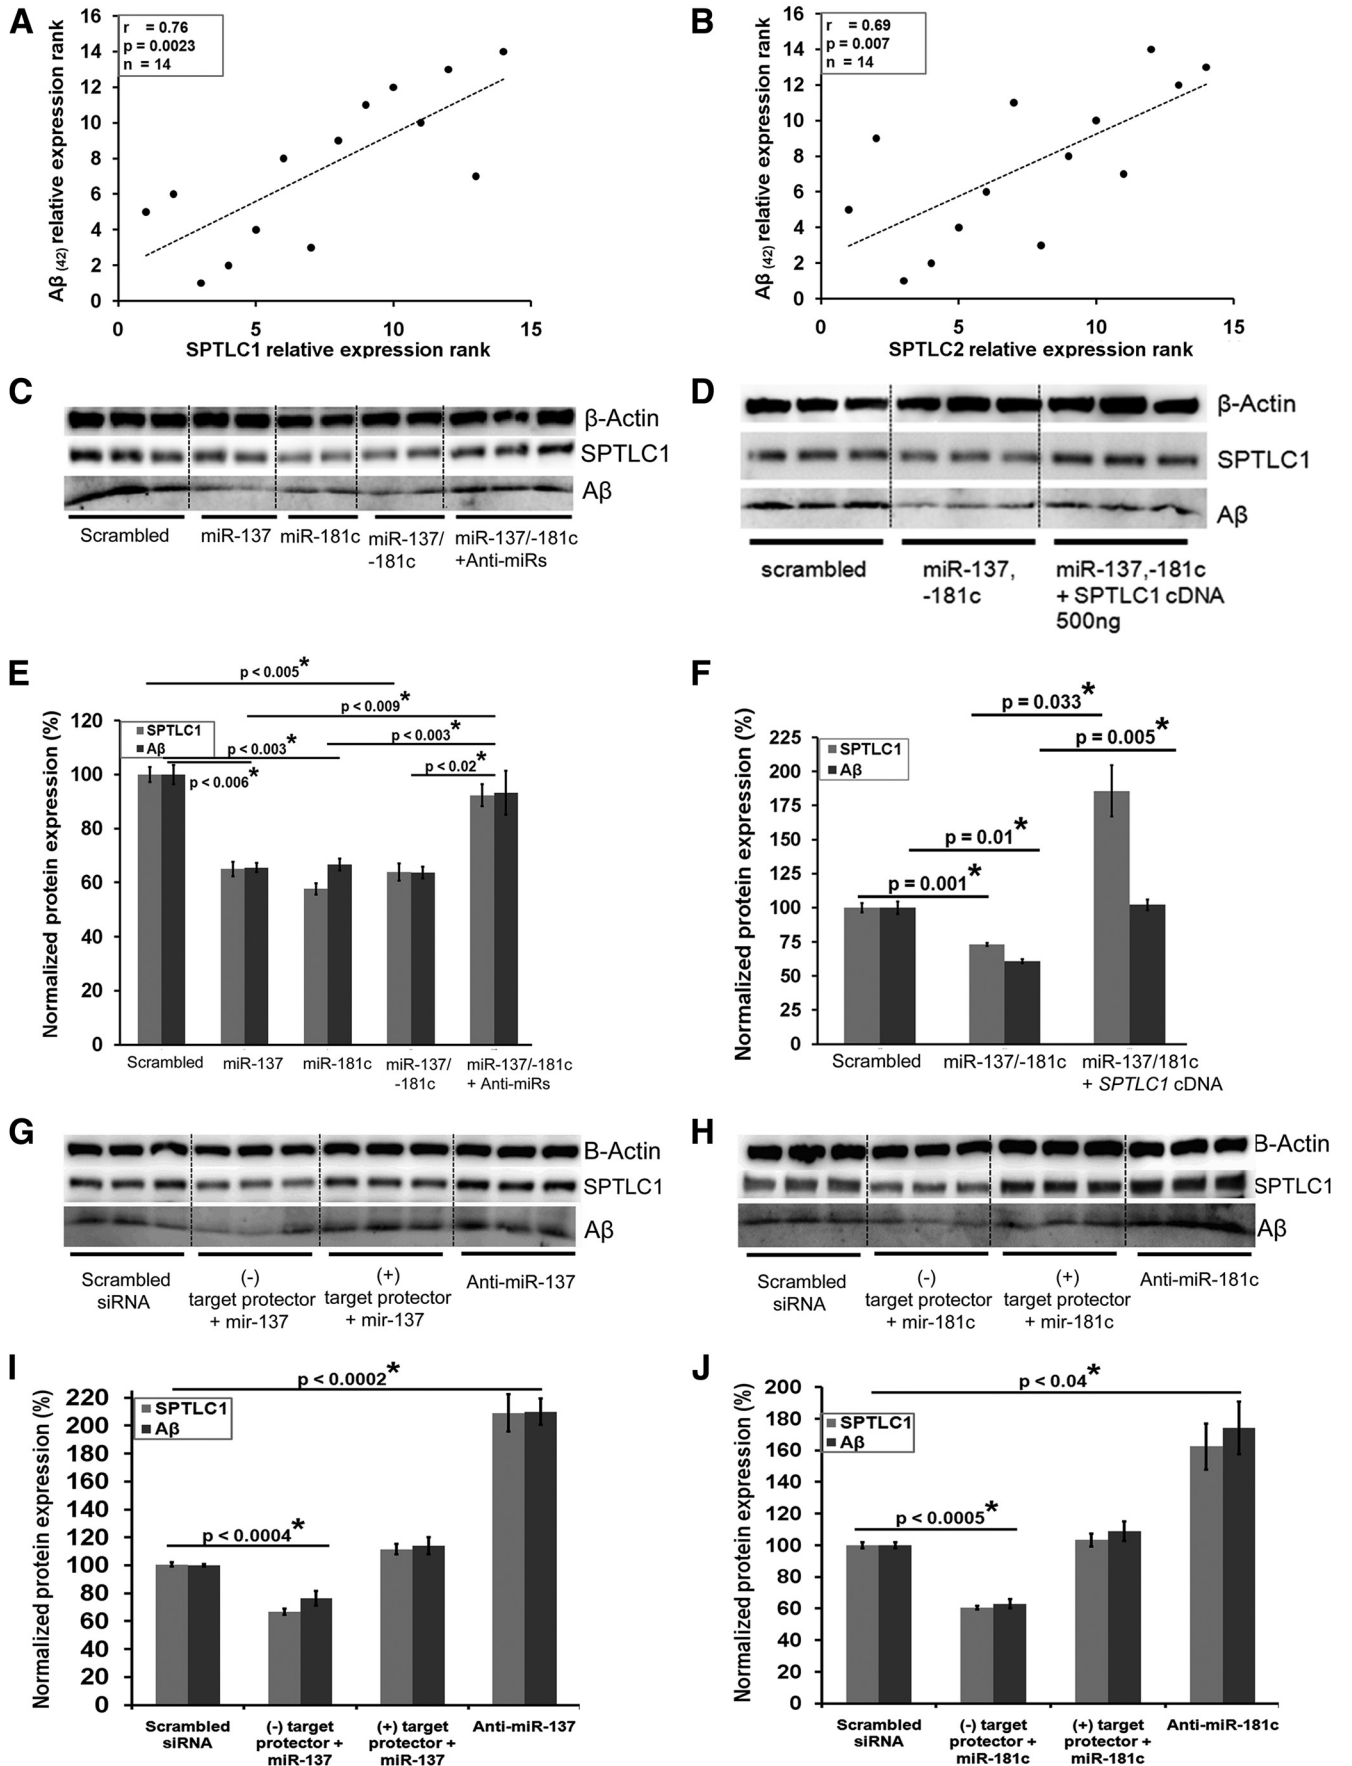 A
16
14
12
10
8
6
4
2
0
r = 0.76
p = 0.0023
n = 14
Aβ (42) relative expression rank
0 5 10 15
SPTLC1 relative expression rank
B
16
14
12
10
8
6
4
2
0
r = 0.69
p = 0.007
n = 14
Aβ (42) relative expression rank
0 5 10 15
SPTLC2 relative expression rank
C
β-Actin
SPTLC1
Aβ
Scrambled
miR-137
miR-181c
miR-137/
-181c
miR-137/-181c
+Anti-miRs
D
β-Actin
SPTLC1
Aβ
scrambled
miR-137,
-181c
miR-137,-181c
+ SPTLC1 cDNA
500ng
E
p < 0.005*
p < 0.009*
p < 0.003*
p < 0.003*
p < 0.02*
p < 0.006*
SPTLC1
Aβ
Normalized protein expression (%)
120
100
80
60
40
20
0
Scrambled
miR-137
miR-181c
miR-137/
-181c
miR-137/-181c
+ Anti-miRs
F
p = 0.033*
p = 0.005*
p = 0.01*
p = 0.001*
SPTLC1
Aβ
Normalized protein expression (%)
225
200
175
150
125
100
75
50
25
0
Scrambled
miR-137/-181c
miR-137/181c
+ SPTLC1 cDNA
G
B-Actin
SPTLC1
Aβ
Scrambled
siRNA
(-)
target protector
+ mir-137
(+)
target protector
+ mir-137
Anti-miR-137
H
B-Actin
SPTLC1
Aβ
Scrambled
siRNA
(-)
target protector
+ mir-181c
(+)
target protector
+ mir-181c
Anti-miR-181c
I
p < 0.0002*
p < 0.0004*
SPTLC1
Aβ
Normalized protein expression (%)
220
200
180
160
140
120
100
80
60
40
20
0
Scrambled
siRNA
(-) target
protector +
miR-137
(+) target
protector +
miR-137
Anti-miR-137
J
p < 0.04*
p < 0.0005*
SPTLC1
Aβ
Normalized protein expression (%)
200
180
160
140
120
100
80
60
40
20
0
Scrambled
siRNA
(-) target
protector +
miR-181c
(+) target
protector +
miR-181c
Anti-miR-181c